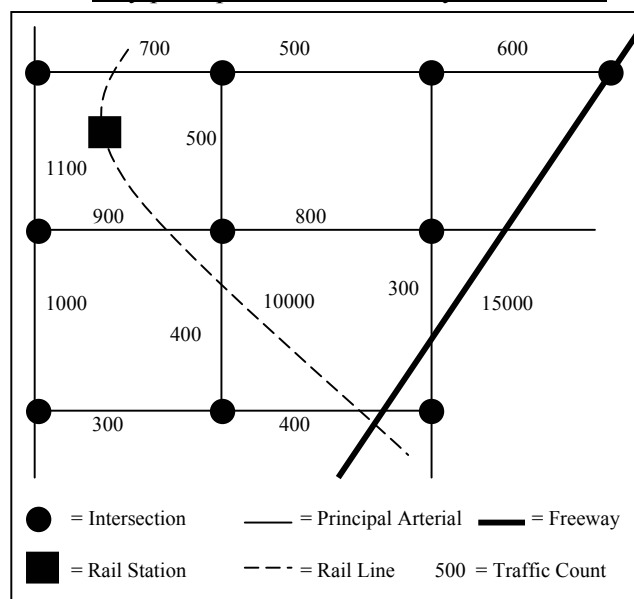 700 500 600
500
1100
900 800
1000 10000 300 15000
400
300 400
= Intersection = Principal Arterial = Freeway
= Rail Station = Rail Line 500 = Traffic Count